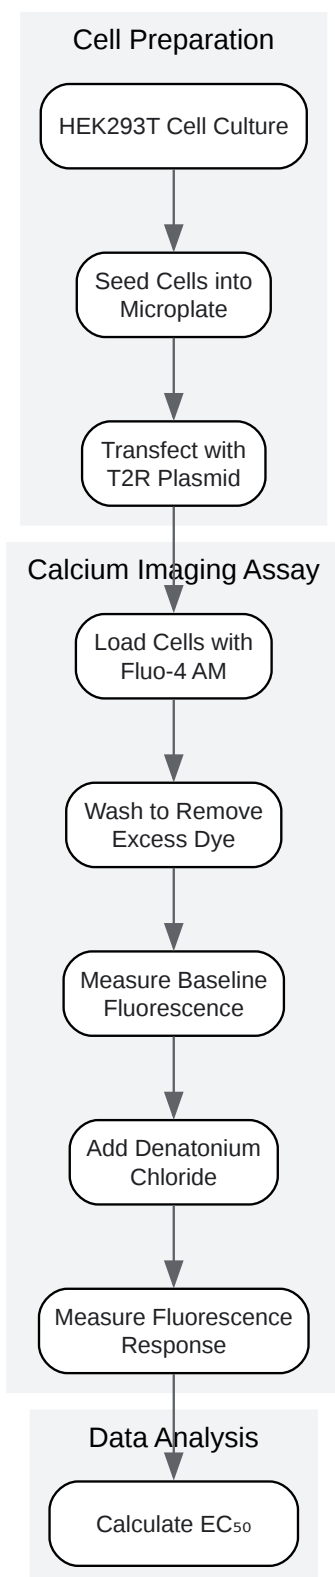 Cell Preparation
HEK293T Cell Culture
Seed Cells into
Microplate
Transfect with
T2R Plasmid
Calcium Imaging Assay
Load Cells with
Fluo-4 AM
Wash to Remove
Excess Dye
Measure Baseline
Fluorescence
Add Denatonium
Chloride
Measure Fluorescence
Response
Data Analysis
Calculate EC₅₀